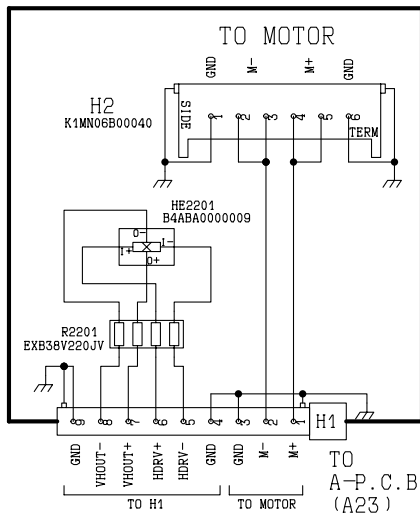 TO MOTOR
GND
M-
M+
GND
H2
K1MN06B00040
SIDE
1
2
3
4
5
6
TERM
HE2201
B4ABA0000009
O-
I+
I-
O+
R2201
EXB38V220JV
9
8
7
6
5
4
3
2
1
H1
GND
VHOUT-
VHOUT+
HDRV+
HDRV-
GND
GND
M-
M+
TO H1
TO MOTOR
TO
A-P.C.B
(A23)